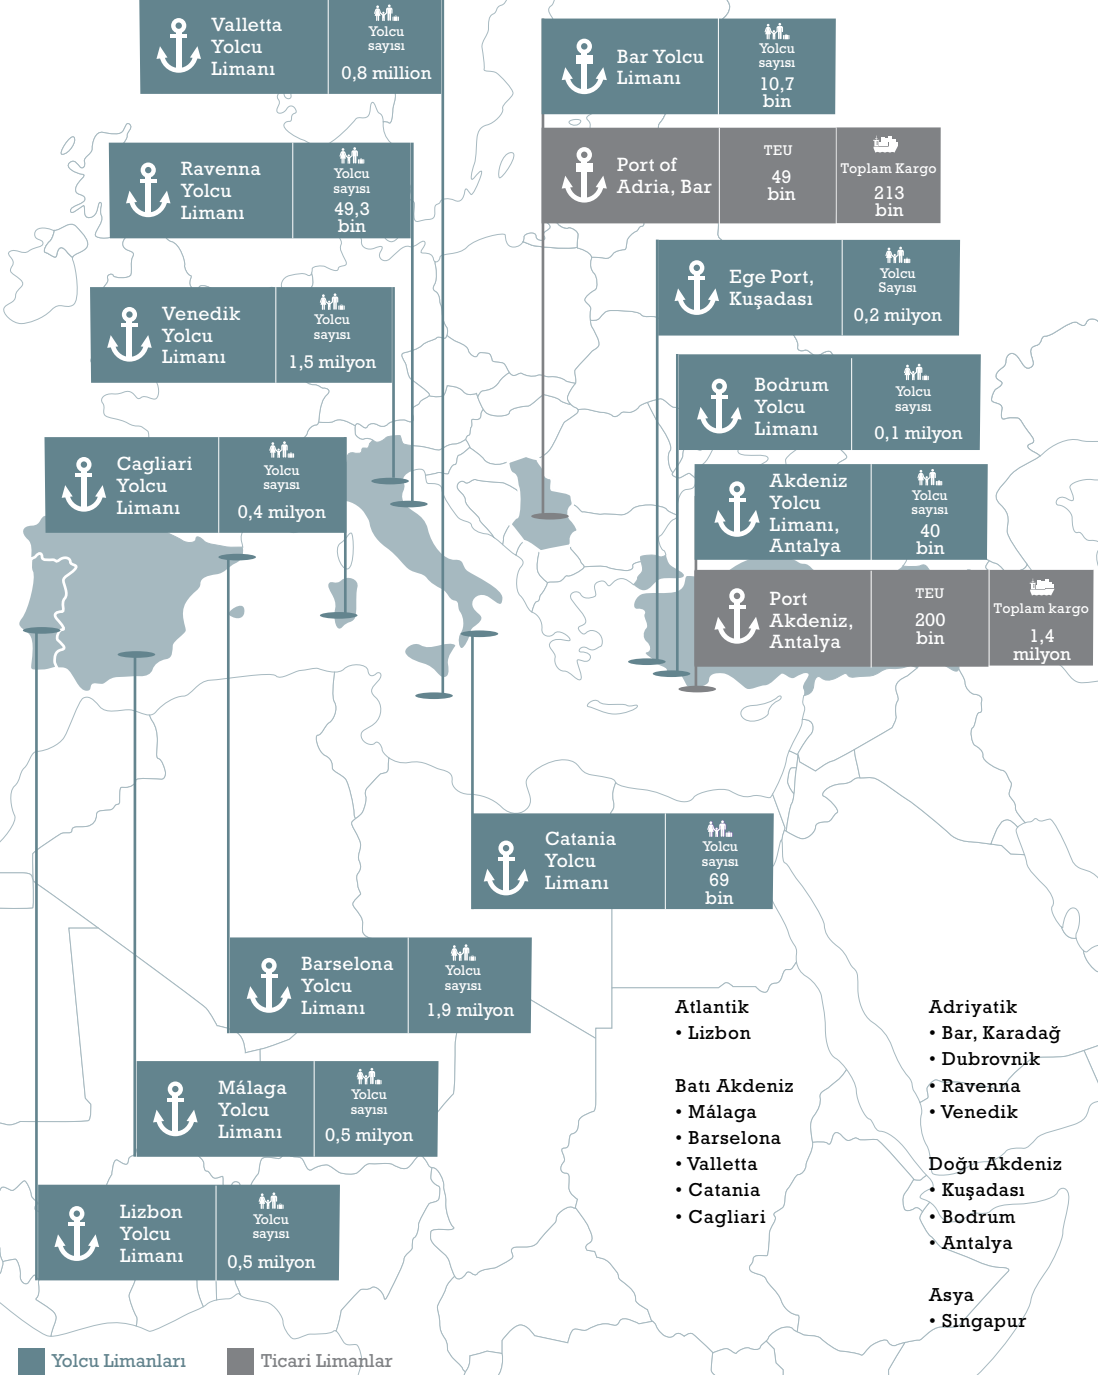 Valletta
Yolcu
Limanı
Yolcu
sayısı
0,8 million
Bar Yolcu
Limanı
Yolcu
sayısı
10,7
bin
Port of
Adria, Bar
TEU
49
bin
Toplam Kargo
213
bin
Ravenna
Yolcu
Limanı
Yolcu
sayısı
49,3
bin
Ege Port,
Kuşadası
Yolcu
Sayısı
0,2 milyon
Venedik
Yolcu
Limanı
Yolcu
sayısı
1,5 milyon
Bodrum
Yolcu
Limanı
Yolcu
sayısı
0,1 milyon
Cagliari
Yolcu
Limanı
Yolcu
sayısı
0,4 milyon
Akdeniz
Yolcu
Limanı,
Antalya
Yolcu
sayısı
40
bin
Port
Akdeniz,
Antalya
TEU
200
bin
Toplam kargo
1,4
milyon
Catania
Yolcu
Limanı
Yolcu
sayısı
69
bin
Barselona
Yolcu
Limanı
Yolcu
sayısı
1,9 milyon
Málaga
Yolcu
Limanı
Yolcu
sayısı
0,5 milyon
Lizbon
Yolcu
Limanı
Yolcu
sayısı
0,5 milyon
Atlantik
• Lizbon
Batı Akdeniz
• Málaga
• Barselona
• Valletta
• Catania
• Cagliari
Adriyatik
• Bar, Karadağ
• Dubrovnik
• Ravenna
• Venedik
Doğu Akdeniz
• Kuşadası
• Bodrum
• Antalya
Asya
• Singapur
Yolcu Limanları
Ticari Limanlar